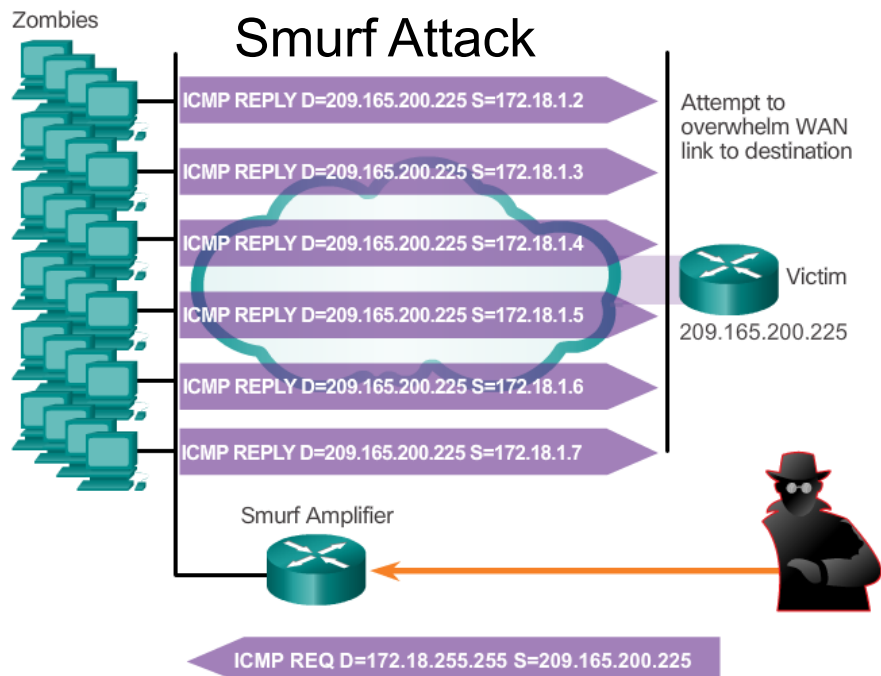 Zombies
Smurf Attack
ICMP REPLY D=209.165.200.225 S=172.18.1.2
Attempt to
overwhelm WAN
link to destination
ICMP REPLY D=209.165.200.225 S=172.18.1.3
ICMP REPLY D=209.165.200.225 S=172.18.1.4
Victim
ICMP REPLY D=209.165.200.225 S=172.18.1.5
209.165.200.225
ICMP REPLY D=209.165.200.225 S=172.18.1.6
ICMP REPLY D=209.165.200.225 S=172.18.1.7
Smurf Amplifier
ICMP REQ D=172.18.255.255 S=209.165.200.225